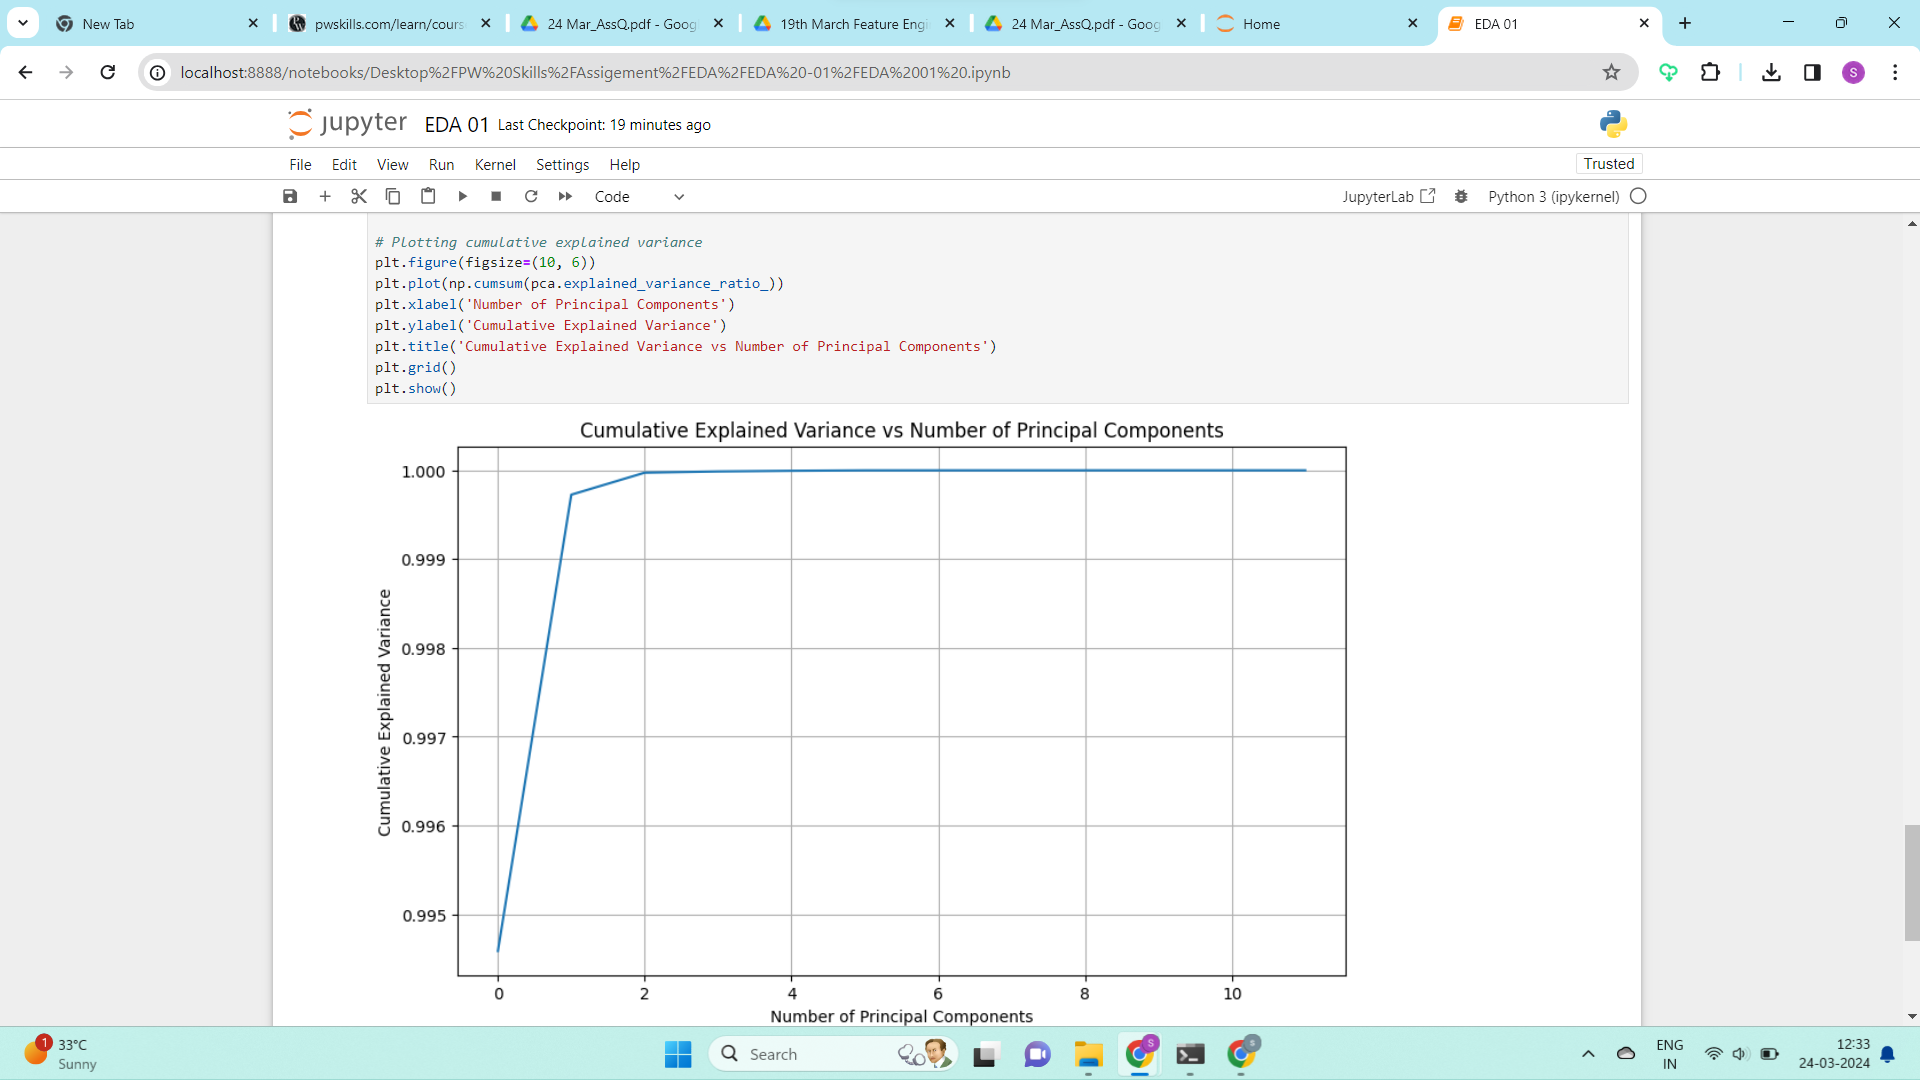 New Tab
pwskills.com/learn/cours
24 Mar_AssQ.pdf - Goog
19th March Feature Engi
24 Mar_AssQ.pdf - Goog
Home
EDA 01
localhost:8888/notebooks/Desktop%2FPW%20Skills%2FAssigement%2FEDA%2FEDA%20-01%2FEDA%2001%20.ipynb
S
jupyter EDA 01 Last Checkpoint: 19 minutes ago
File Edit View Run Kernel Settings Help
Trusted
Code
JupyterLab
Python 3 (ipykernel)
# Plotting cumulative explained variance
plt.figure(figsize=(10, 6))
plt.plot(np.cumsum(pca.explained_variance_ratio_))
plt.xlabel('Number of Principal Components')
plt.ylabel('Cumulative Explained Variance')
plt.title('Cumulative Explained Variance vs Number of Principal Components')
plt.grid()
plt.show()
Cumulative Explained Variance vs Number of Principal Components
1.000
0.999
0.998
0.997
0.996
0.995
Cumulative Explained Variance
0 2 4 6 8 10
Number of Principal Components
1
33°C
Sunny
Search
S
S
ENG
IN
12:33
24-03-2024